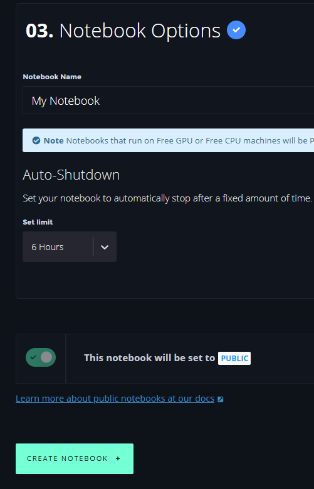 03. Notebook Options
Notebook Name
My Notebook
Note Notebooks that run on Free GPU or Free CPU machines will be
Auto-Shutdown
Set your notebook to automatically stop after a fixed amount of time.
Set limit
6 Hours
This notebook will be set to PUBLIC
Learn more about public notebooks at our docs
CREATE NOTEBOOK +